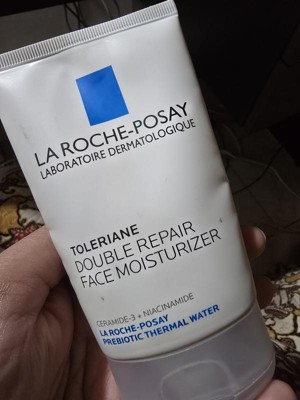 LA ROCHE-POSAY
LABORATOIRE DERMATOLOGIQUE
TOLERIANE
DOUBLE REPAIR
FACE MOISTURIZER
CERAMIDE-3 + NIACINAMIDE
LA ROCHE-POSAY
PREBIOTIC THERMAL WATER